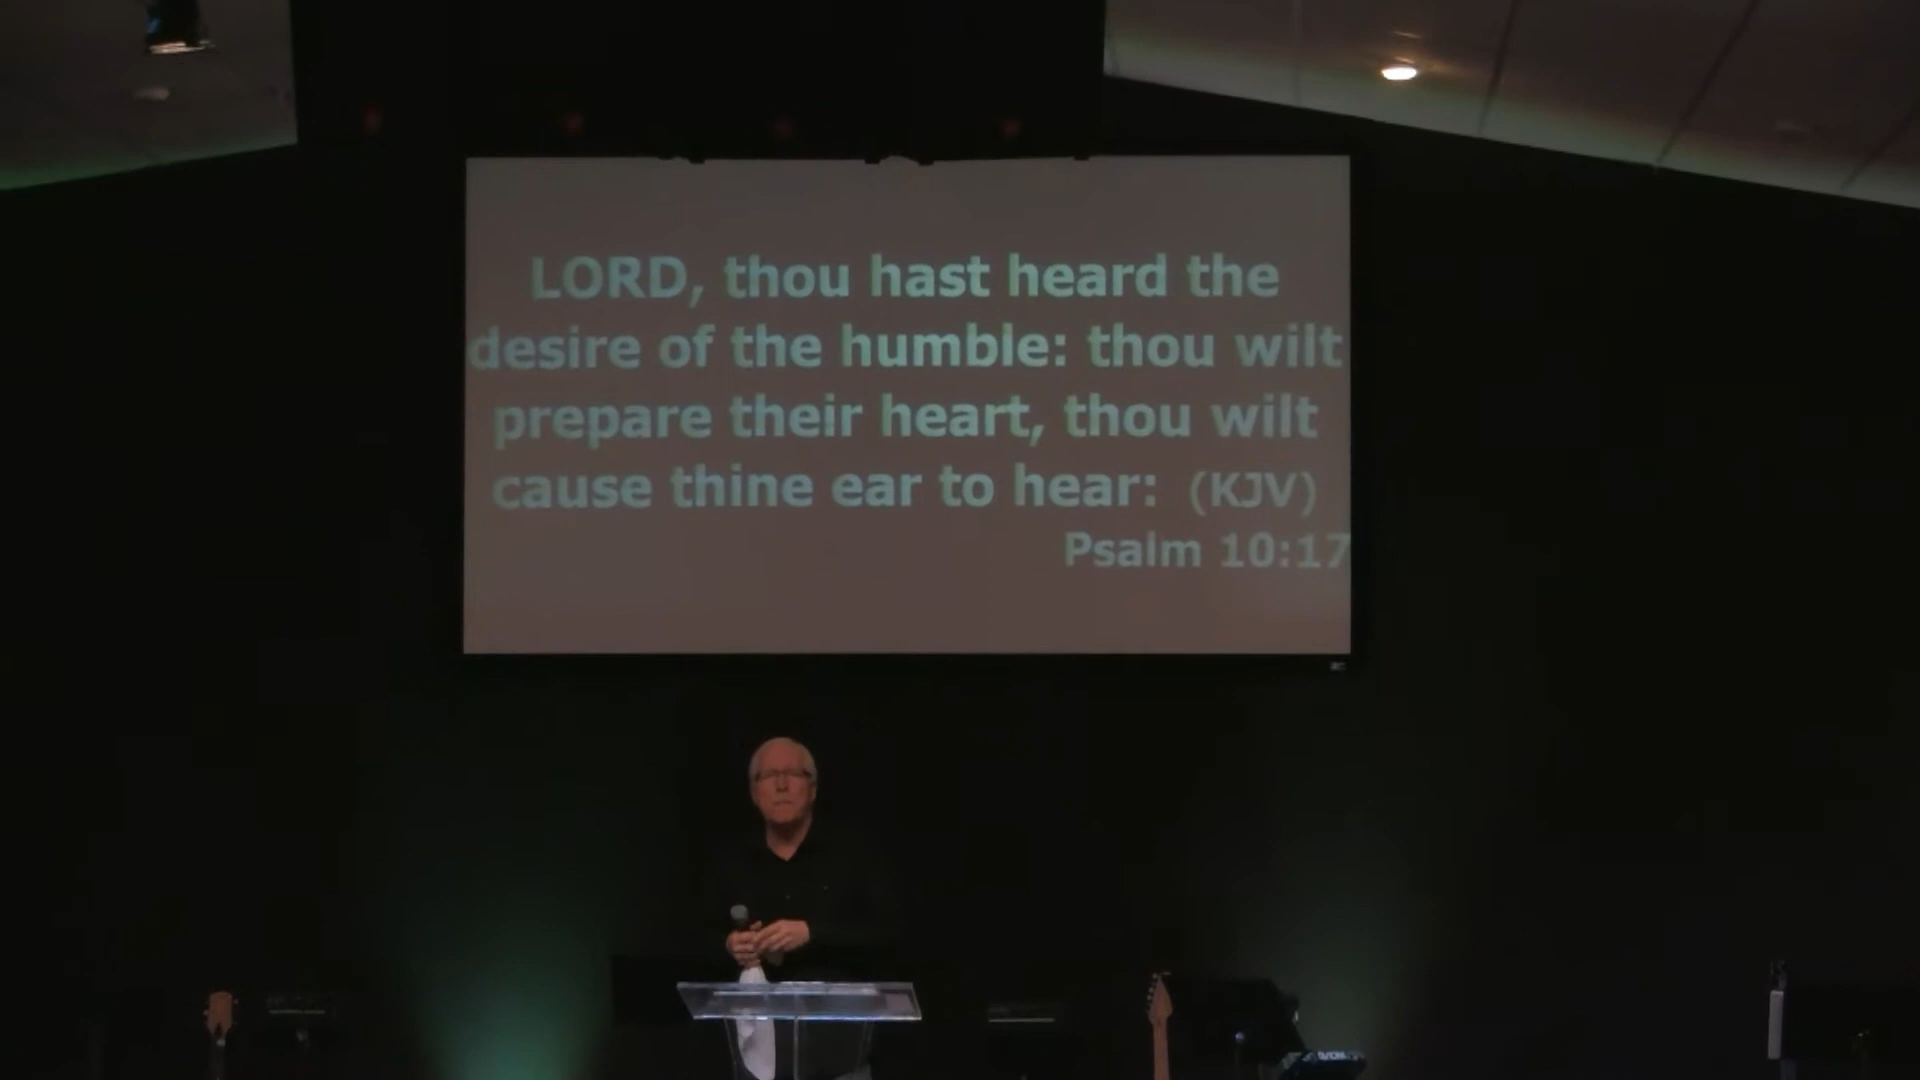 LORD, thou hast heard the
desire of the humble: thou wilt
prepare their heart, thou wilt
cause thine ear to hear: (KJV)
Psalm 10:17